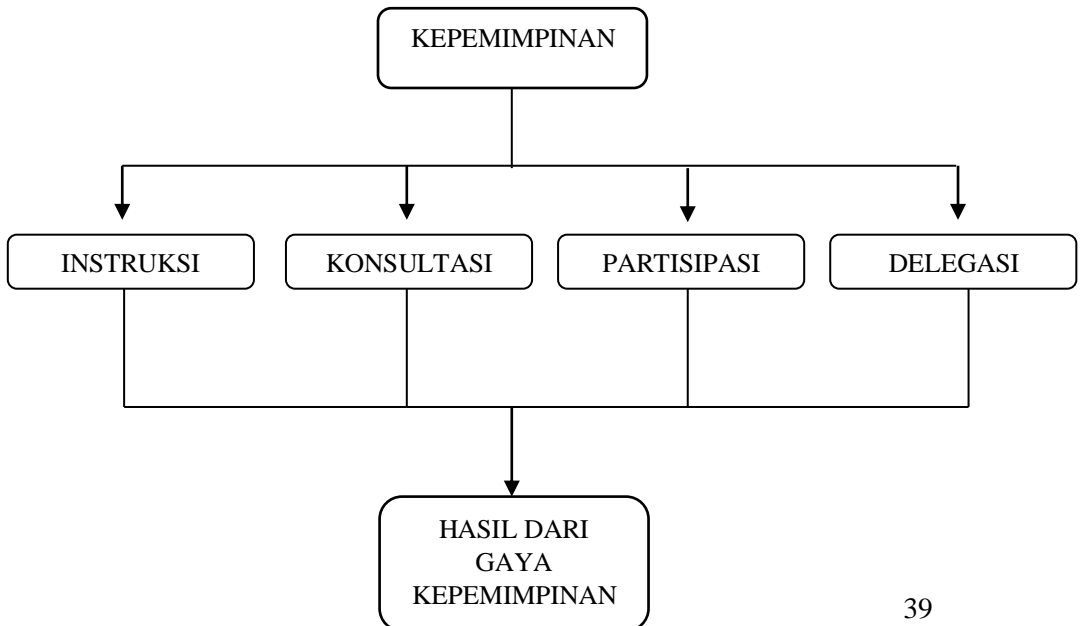 KEPEMIMPINAN
INSTRUKSI
KONSULTASI
PARTISIPASI
DELEGASI
HASIL DARI
GAYA
KEPEMIMPINAN
39